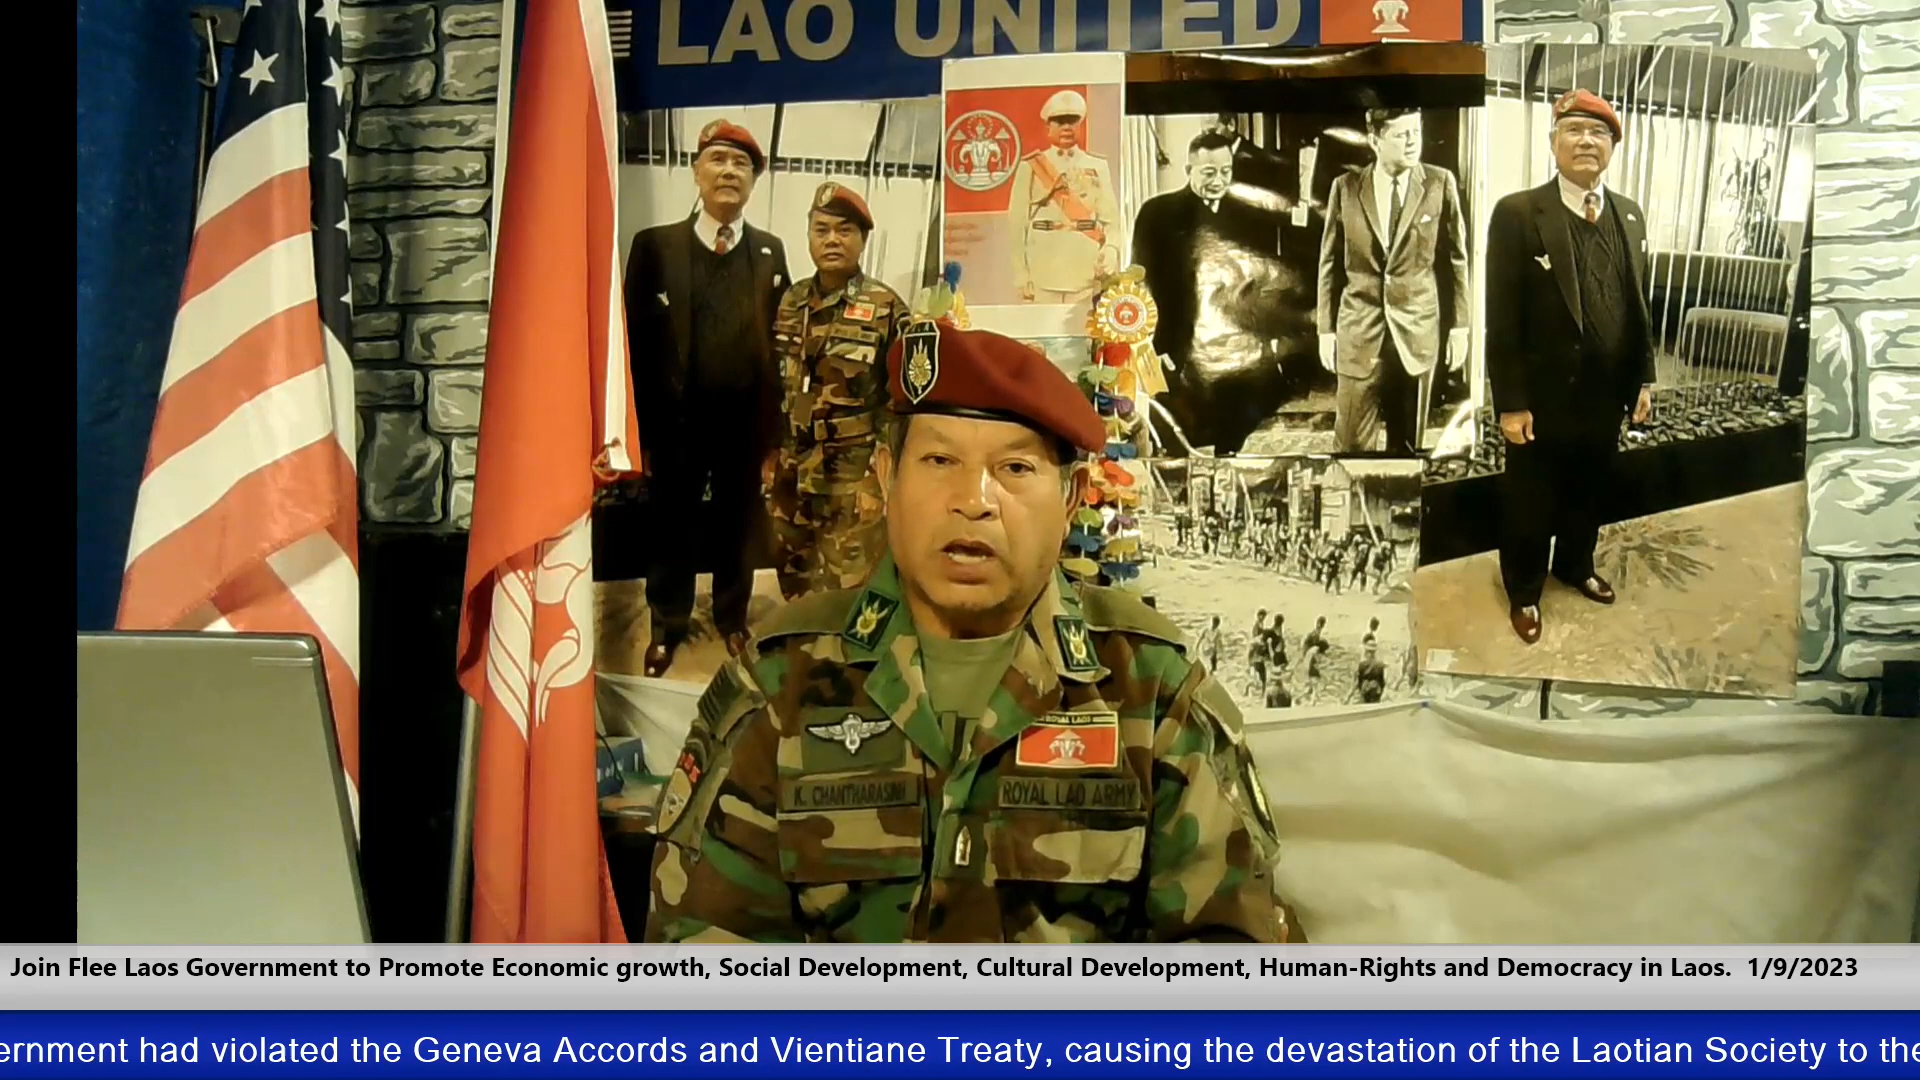 LAO UNITED
ROYAL LAOS
K. CHANTHARASINH
ROYAL LAO ARMY
Join Flee Laos Government to Promote Economic growth, Social Development, Cultural Development, Human-Rights and Democracy in Laos. 1/9/2023
ernment had violated the Geneva Accords and Vientiane Treaty, causing the devastation of the Laotian Society to the